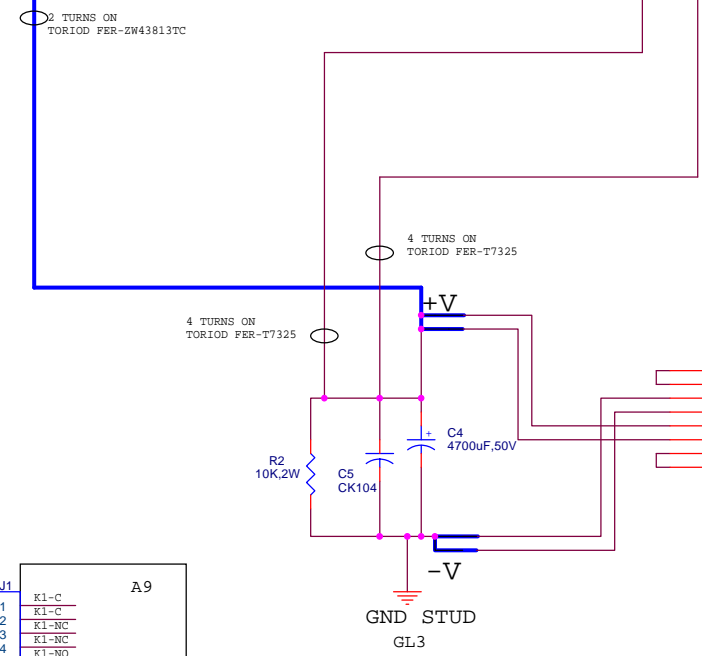 2 TURNS ON
TORIOD FER-ZW43813TC
4 TURNS ON
TORIOD FER-T7325
+V
4 TURNS ON
TORIOD FER-T7325
+
C4
4700uF,50V
R2
10K,2W
C5
CK104
-V
GND STUD
GL3
J1
A9
1 K1-C
2 K1-C
3 K1-NC
4 K1-NC
K1-NO